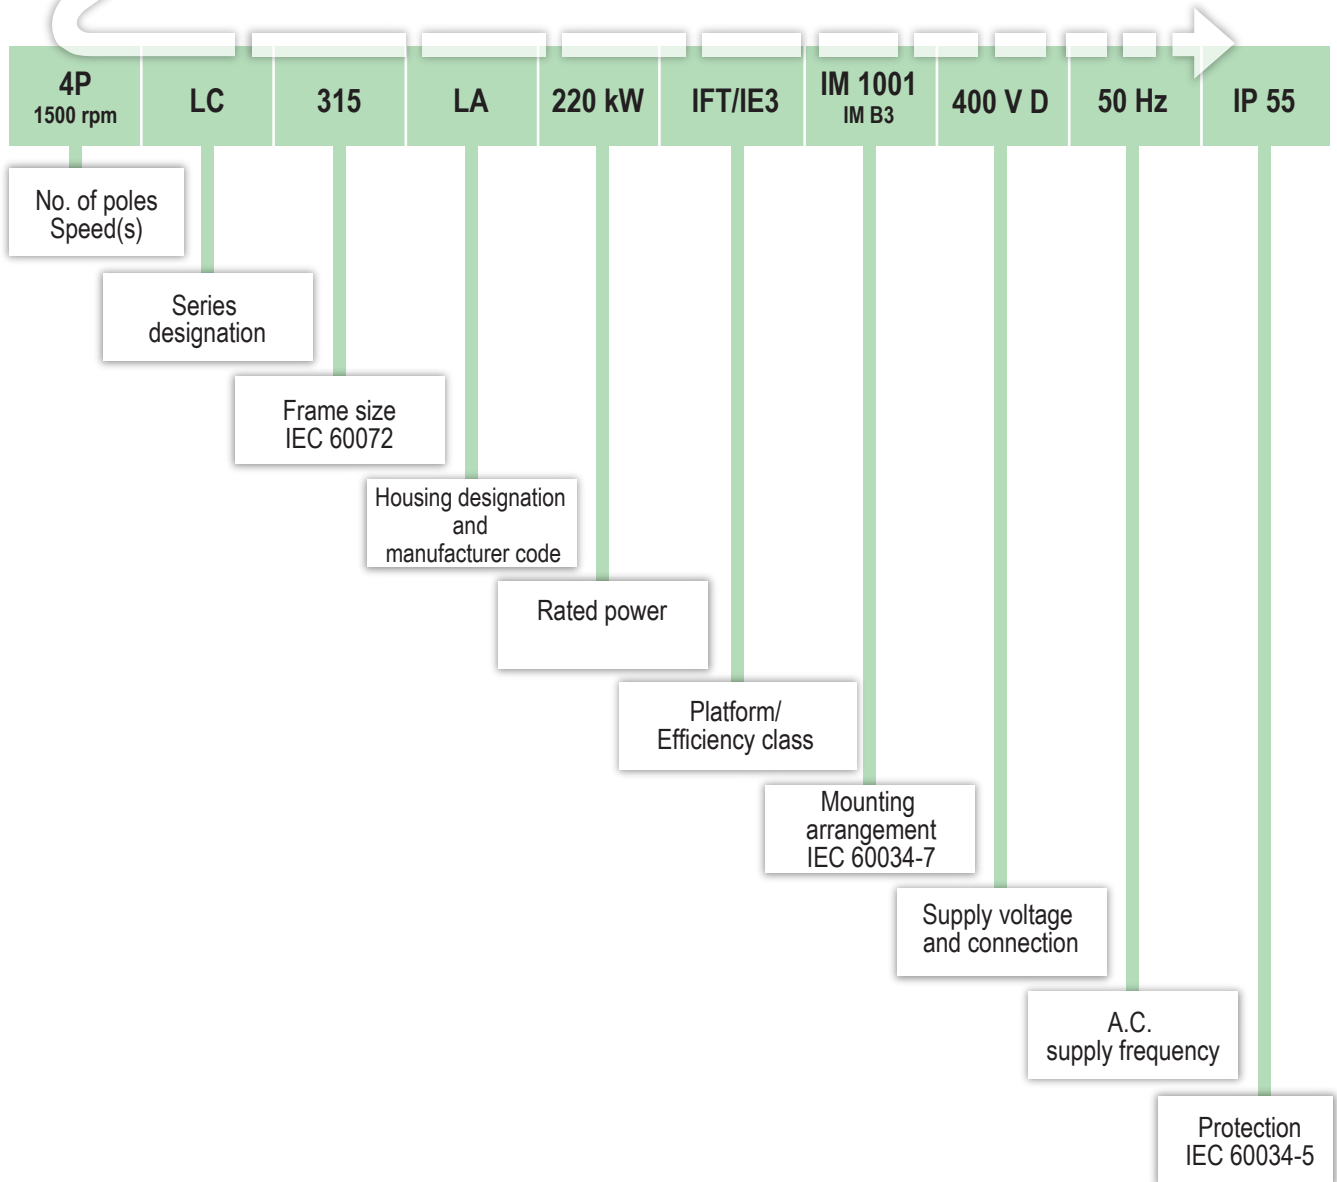 4P
1500 rpm
LC
315
LA
220 kW
IFT/IE3
IM 1001
IM B3
400 V D
50 Hz
IP 55
No. of poles
Speed(s)
Series
designation
Frame size
IEC 60072
Housing designation
and
manufacturer code
Rated power
Platform/
Efficiency class
Mounting
arrangement
IEC 60034-7
Supply voltage
and connection
A.C.
supply frequency
Protection
IEC 60034-5